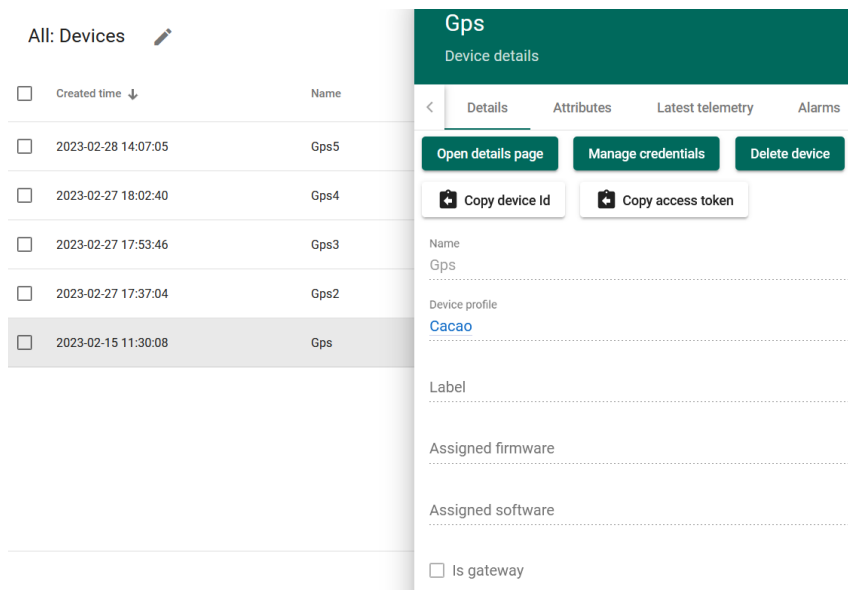 All: Devices
Created time Name
2023-02-28 14:07:05 Gps5
2023-02-27 18:02:40 Gps4
2023-02-27 17:53:46 Gps3
2023-02-27 17:37:04 Gps2
2023-02-15 11:30:08 Gps
Gps
Device details
Details Attributes Latest telemetry Alarms
Open details page Manage credentials Delete device
Copy device Id Copy access token
Name
Gps
Device profile
Cacao
Label
Assigned firmware
Assigned software
Is gateway